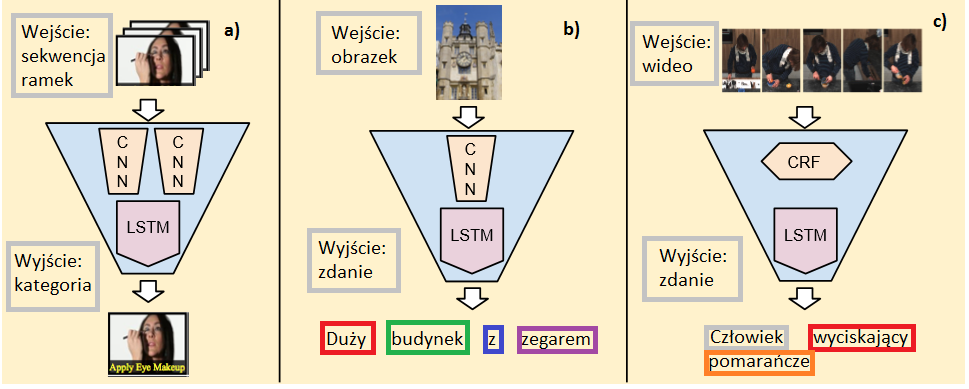 a)
Wejście:
sekwencja
ramek
C
N
N
C
N
N
LSTM
Wyjście:
kategoria
Apply Eye Makeup
b)
Wejście:
obrazek
C
N
N
LSTM
Wyjście:
zdanie
Duży budynek z zegarem
c)
Wejście:
wideo
CRF
LSTM
Wyjście:
zdanie
Człowiek wyciskający
pomarańcze